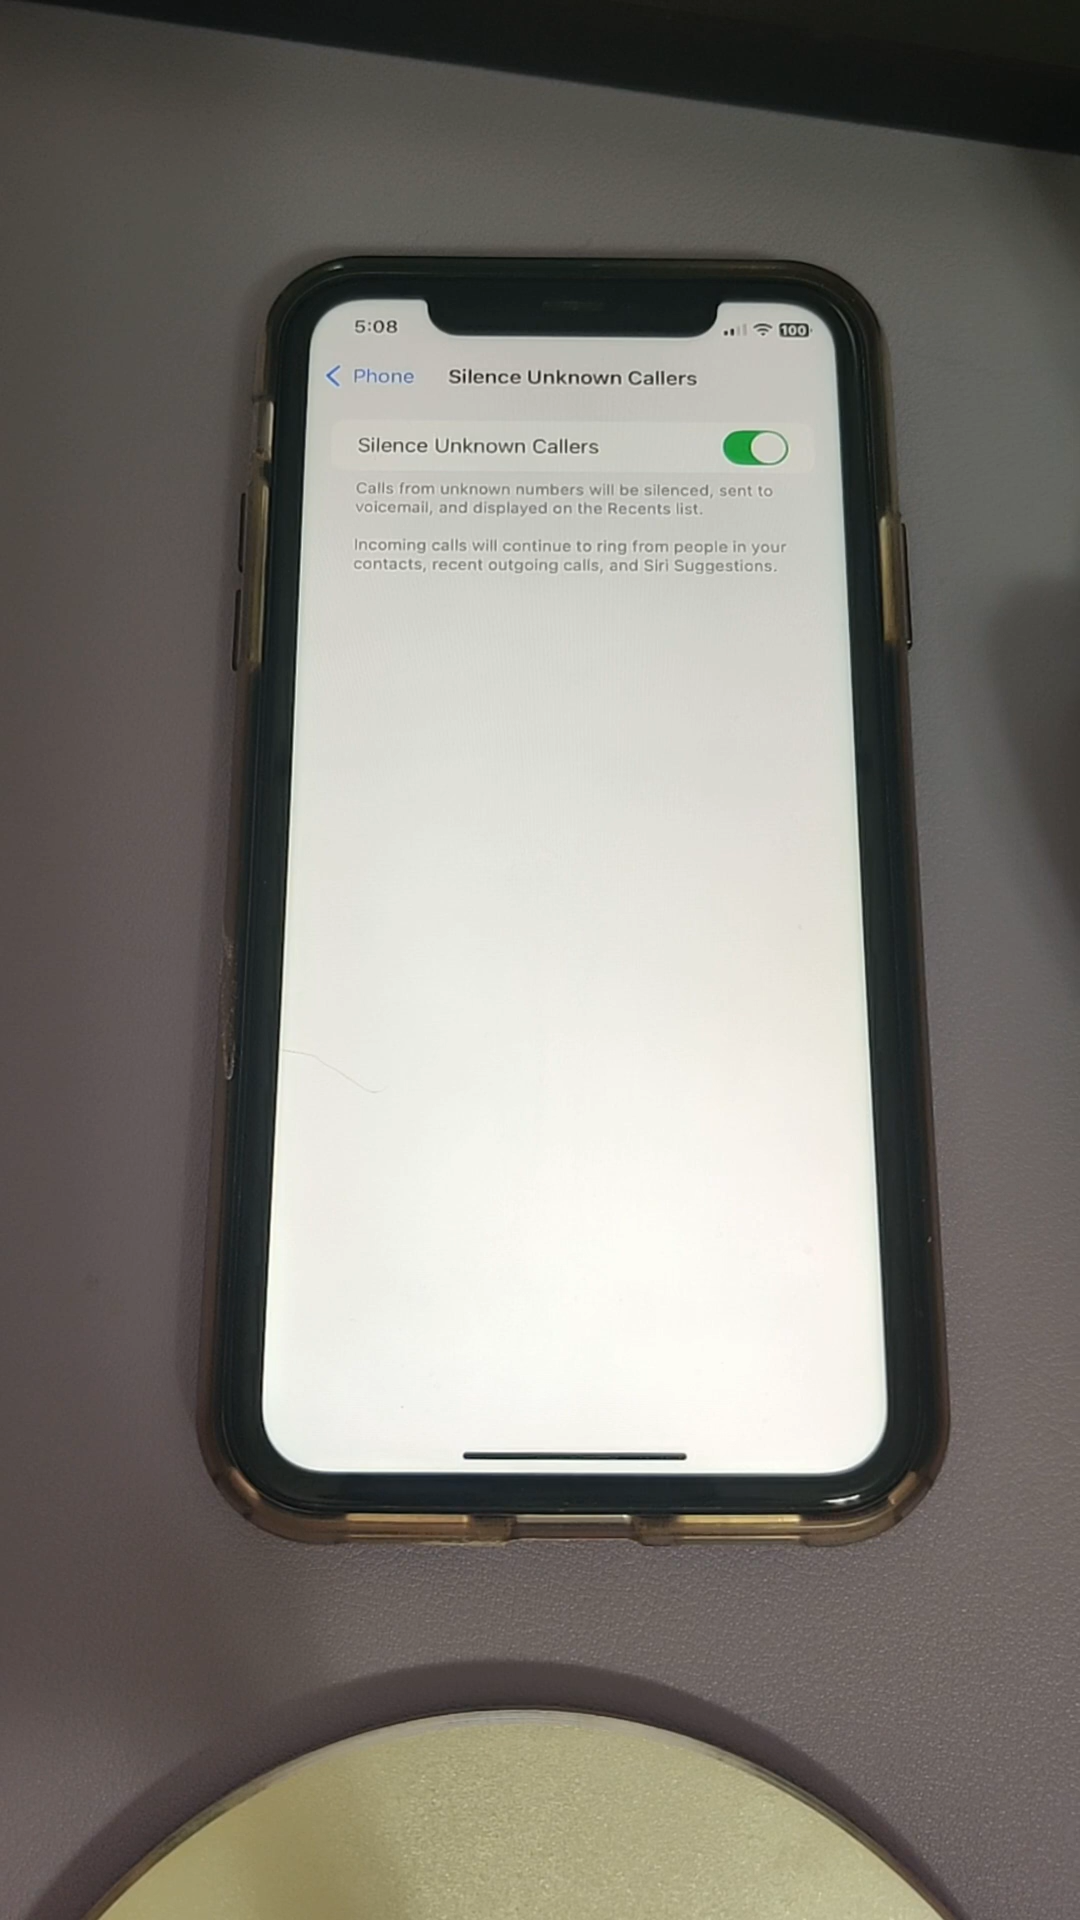 5:08
100
Phone
Silence Unknown Callers
Silence Unknown Callers
Calls from unknown numbers will be silenced, sent to
voicemail, and displayed on the Recents list.
Incoming calls will continue to ring from people in your
contacts, recent outgoing calls, and Siri Suggestions.